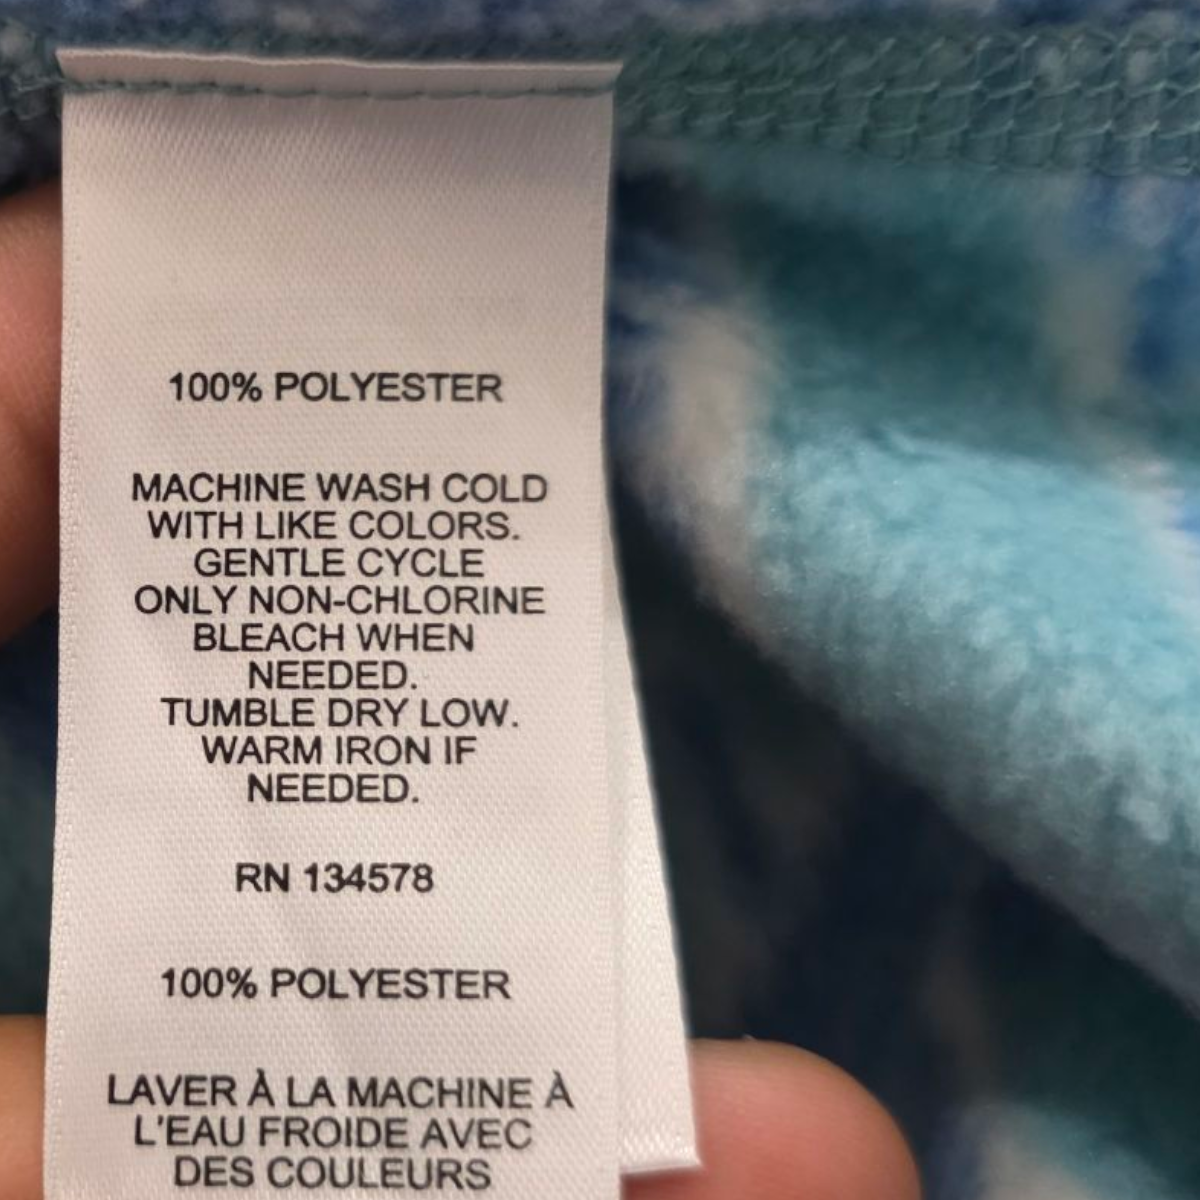 100% POLYESTER
MACHINE WASH COLD
WITH LIKE COLORS.
GENTLE CYCLE
ONLY NON-CHLORINE
BLEACH WHEN
NEEDED.
TUMBLE DRY LOW.
WARM IRON IF
NEEDED.
RN 134578
100% POLYESTER
LAVER À LA MACHINE À
L'EAU FROIDE AVEC
DES COULEURS